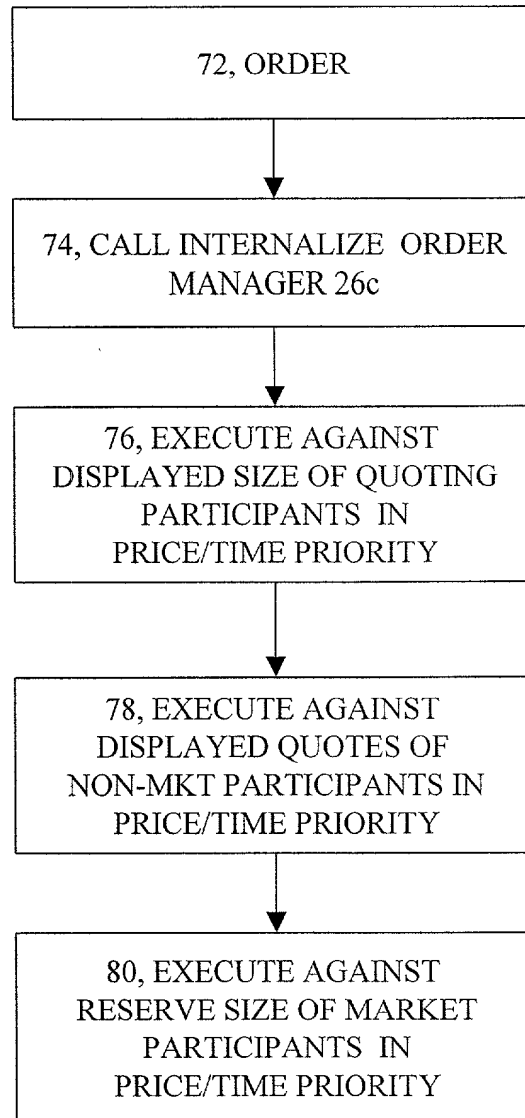 72, ORDER
74, CALL INTERNALIZE ORDER
MANAGER 26c
76, EXECUTE AGAINST
DISPLAYED SIZE OF QUOTING
PARTICIPANTS IN
PRICE/TIME PRIORITY
78, EXECUTE AGAINST
DISPLAYED QUOTES OF
NON-MKT PARTICIPANTS IN
PRICE/TIME PRIORITY
80, EXECUTE AGAINST
RESERVE SIZE OF MARKET
PARTICIPANTS IN
PRICE/TIME PRIORITY